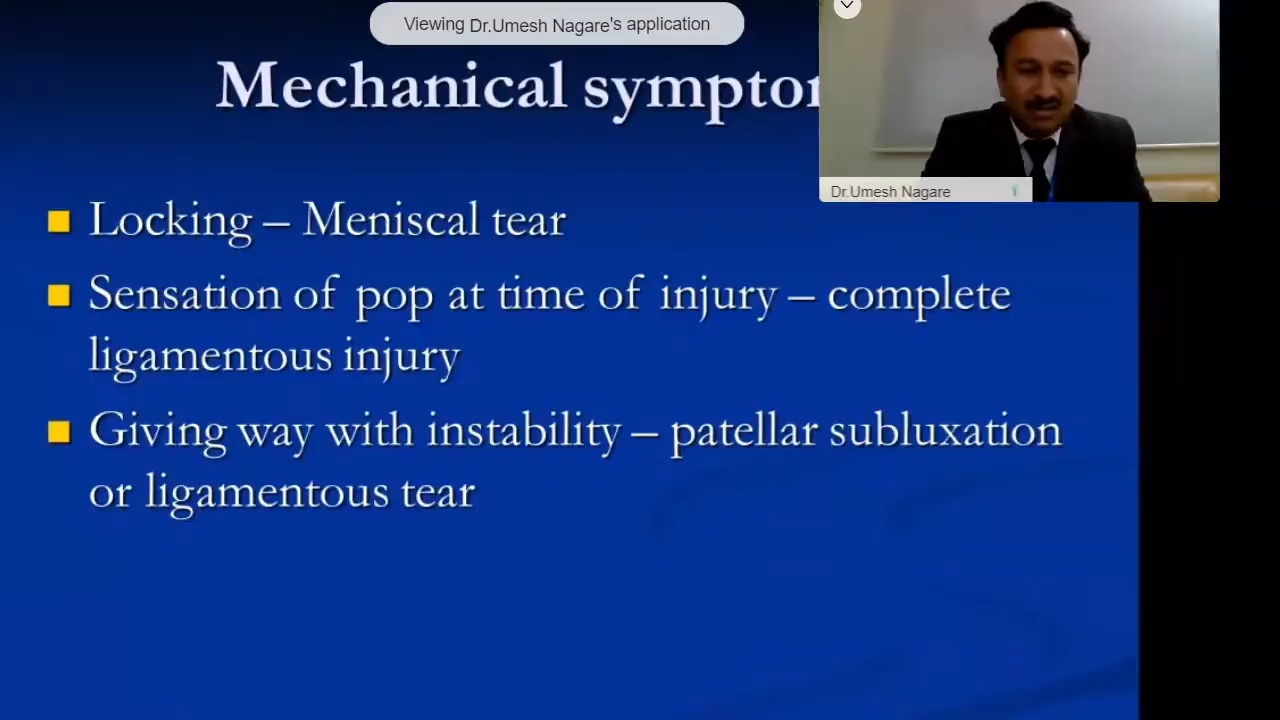 Viewing Dr.Umesh Nagare's application
Mechanical
Dr.Umesh Nagare
Locking – Meniscal tear
Sensation of pop at time of injury – complete
ligamentous injury
Giving way with instability – patellar subluxation
or ligamentous tear